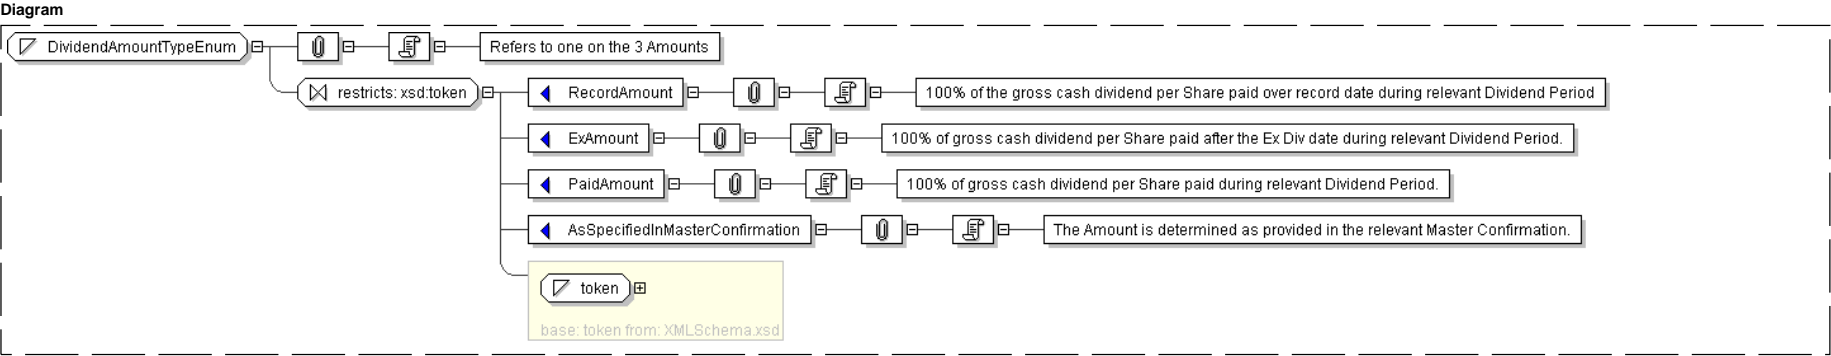 Diagram
DividendAmountTypeEnum
Refers to one on the 3 Amounts
restricts: xsd:token
RecordAmount
100% of the gross cash dividend per Share paid over record date during relevant Dividend Period
ExAmount
100% of gross cash dividend per Share paid after the Ex Div date during relevant Dividend Period.
PaidAmount
100% of gross cash dividend per Share paid during relevant Dividend Period.
AsSpecifiedInMasterConfirmation
The Amount is determined as provided in the relevant Master Confirmation.
token
base: token from: XMLSchema.xsd